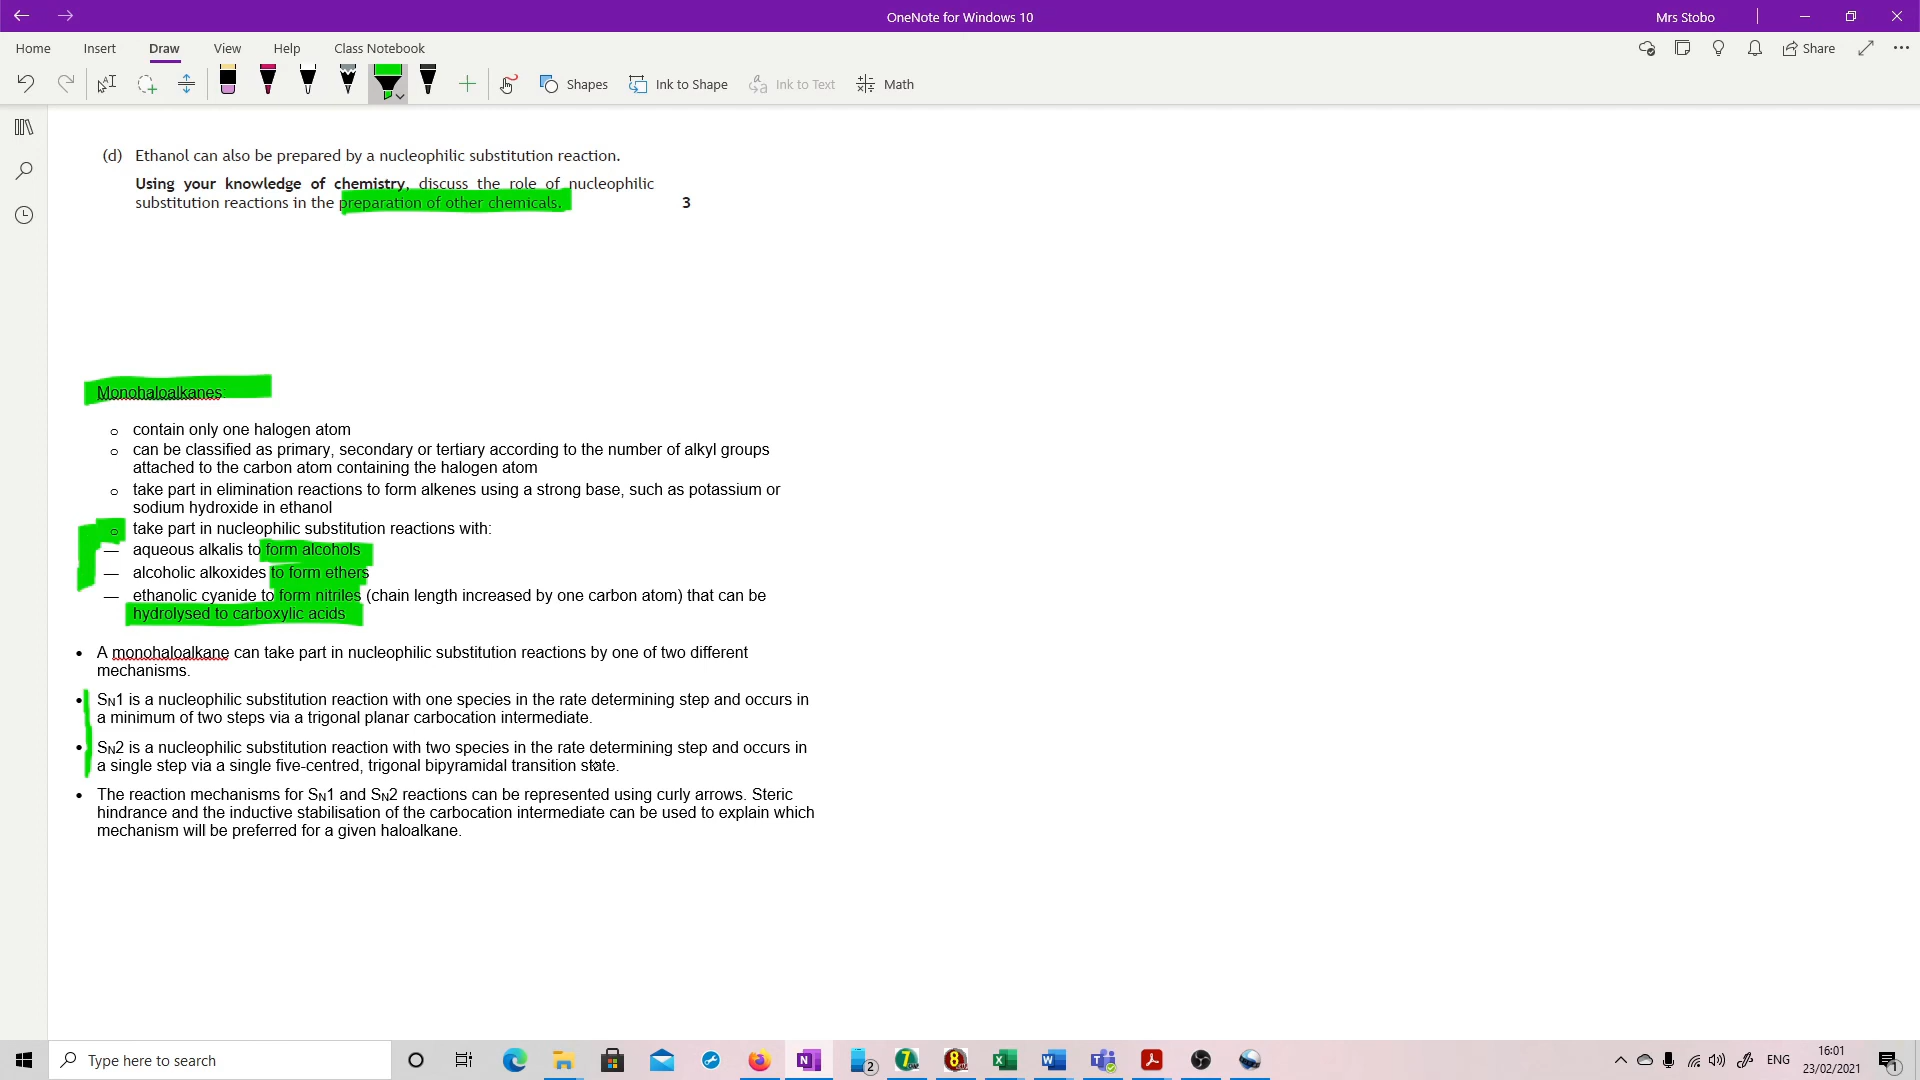 OneNote for Windows 10
Mrs Stobo
Home Insert Draw View Help Class Notebook
Share
Shapes Ink to Shape Ink to Text Math
(d) Ethanol can also be prepared by a nucleophilic substitution reaction.
Using your knowledge of chemistry, discuss the role of nucleophilic
substitution reactions in the preparation of other chemicals. 3
Monohaloalkanes:
o contain only one halogen atom
o can be classified as primary, secondary or tertiary according to the number of alkyl groups
attached to the carbon atom containing the halogen atom
o take part in elimination reactions to form alkenes using a strong base, such as potassium or
sodium hydroxide in ethanol
o take part in nucleophilic substitution reactions with:
— aqueous alkalis to form alcohols
— alcoholic alkoxides to form ethers
— ethanolic cyanide to form nitriles (chain length increased by one carbon atom) that can be
hydrolysed to carboxylic acids
• A monohaloalkane can take part in nucleophilic substitution reactions by one of two different
mechanisms.
• SN1 is a nucleophilic substitution reaction with one species in the rate determining step and occurs in
a minimum of two steps via a trigonal planar carbocation intermediate.
• SN2 is a nucleophilic substitution reaction with two species in the rate determining step and occurs in
a single step via a single five-centred, trigonal bipyramidal transition state.
• The reaction mechanisms for SN1 and SN2 reactions can be represented using curly arrows. Steric
hindrance and the inductive stabilisation of the carbocation intermediate can be used to explain which
mechanism will be preferred for a given haloalkane.
Type here to search
2
7
8
ENG
16:01
23/02/2021
1